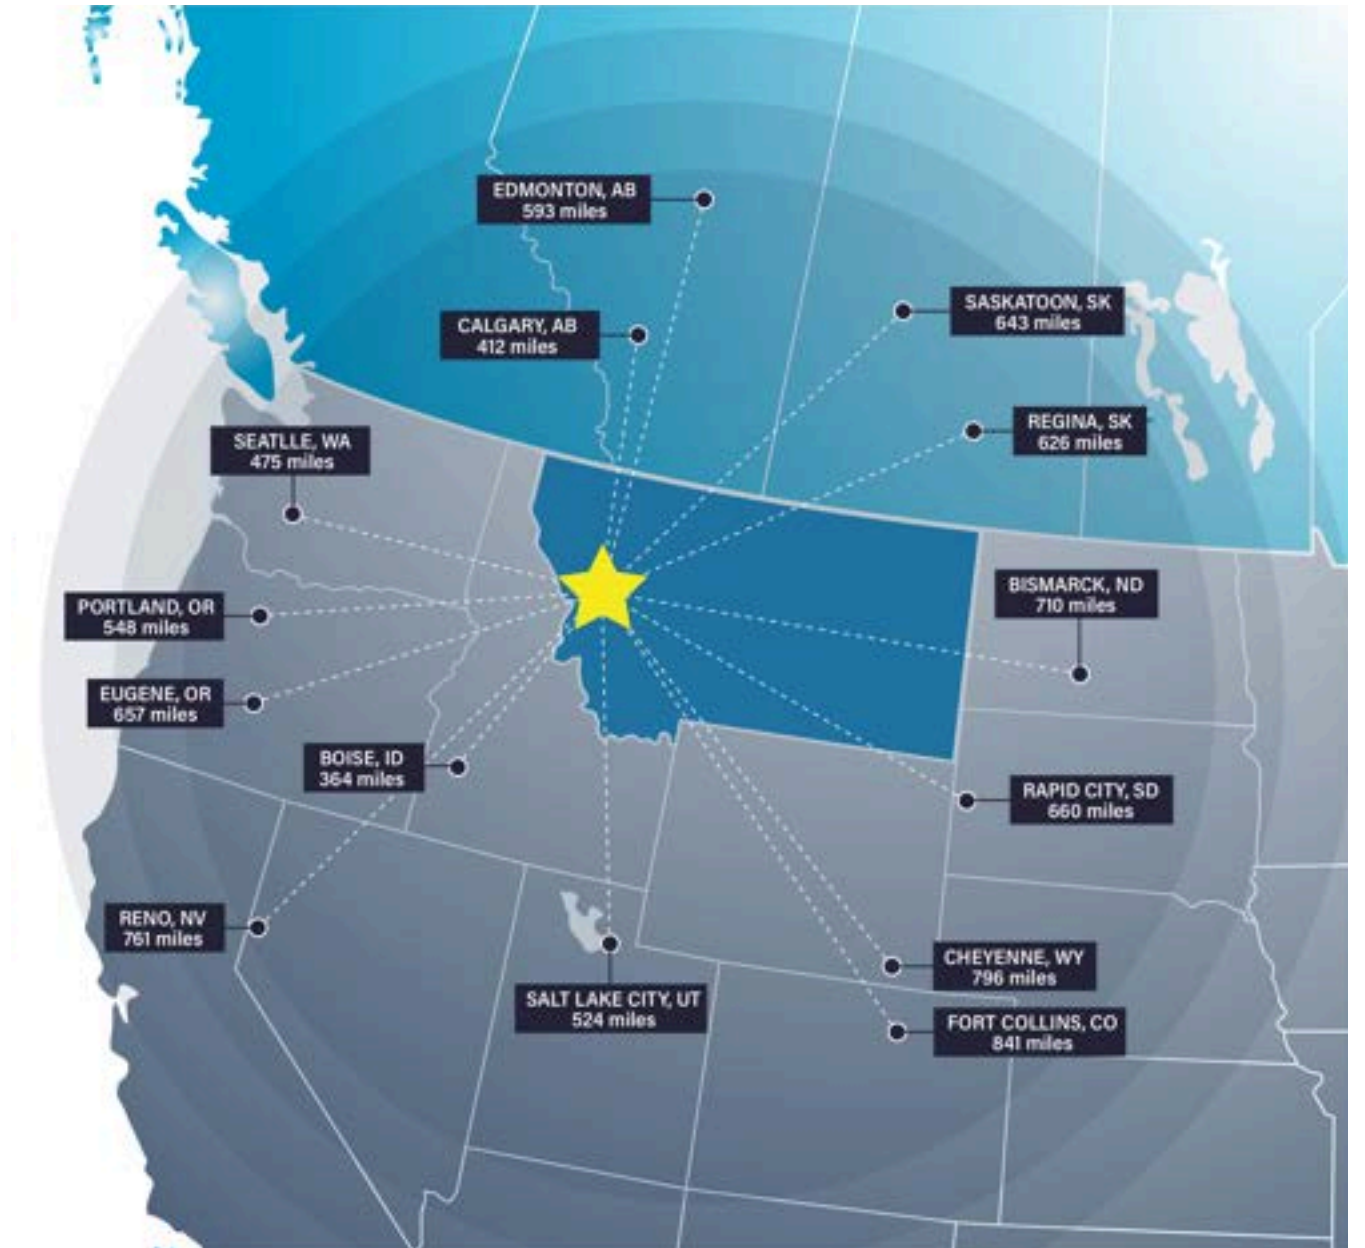 EDMONTON, AB
593 miles
SASKATOON, SK
643 miles
CALGARY, AB
412 miles
REGINA, SK
626 miles
SEATLLE, WA
475 miles
BISMARCK, ND
710 miles
PORTLAND, OR
548 miles
EUGENE, OR
657 miles
BOISE, ID
364 miles
RAPID CITY, SD
660 miles
RENO, NV
761 miles
CHEYENNE, WY
796 miles
SALT LAKE CITY, UT
524 miles
FORT COLLINS, CO
841 miles